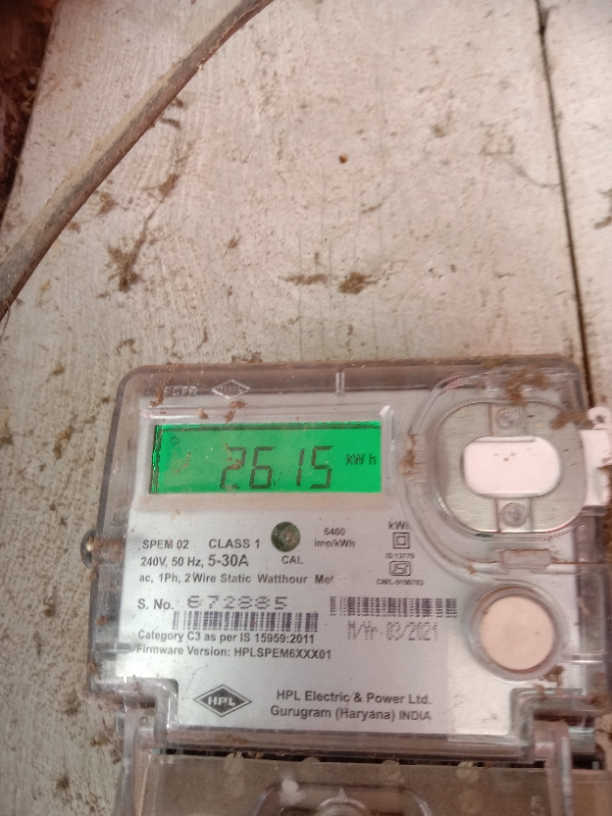 2615 kWh
SPEM 02 CLASS 1 6400 imp/kWh kWh
240V, 50 Hz, 5-30A CAL
IS 13779
ac, 1Ph, 2 Wire Static Watthour
S. No. 672885
M/Yr-03/2021
Category C3 as per IS 15959:2011
Firmware Version: HPLSPEM6XXX01
HPL
HPL Electric & Power Ltd.
Gurugram (Haryana) INDIA